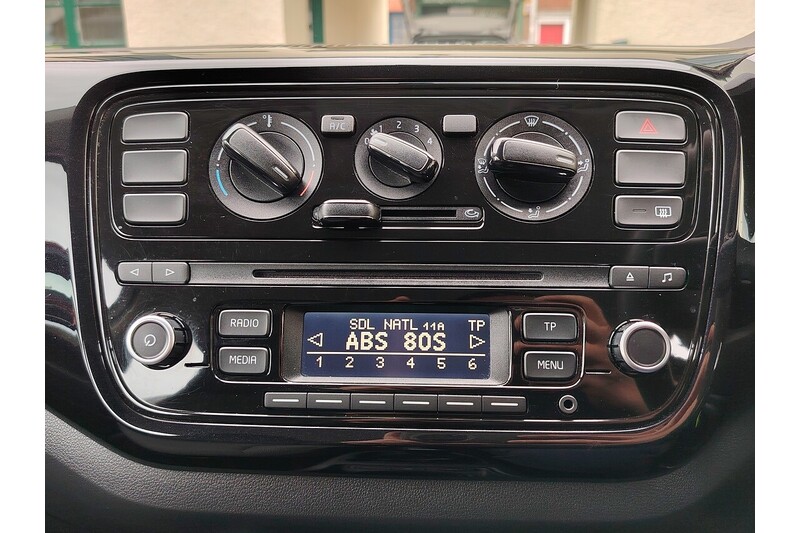 A/C
0 1 2 3 4
RADIO
MEDIA
SDL NATL 11A TP
ABS 80S
1 2 3 4 5 6
TP
MENU